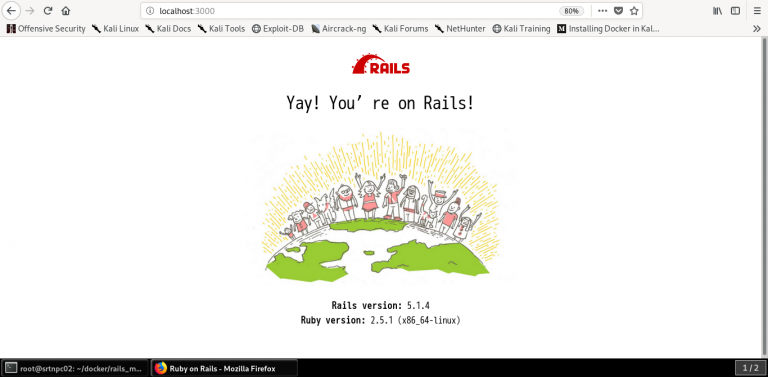 localhost:3000
80%
Offensive Security Kali Linux Kali Docs Kali Tools Exploit-DB Aircrack-ng Kali Forums NetHunter Kali Training Installing Docker in Kal...
RAILS
Yay! You’ re on Rails!
Rails version: 5.1.4
Ruby version: 2.5.1 (x86_64-linux)
root@srtnpc02: ~/docker/rails_m... Ruby on Rails - Mozilla Firefox 1 / 2